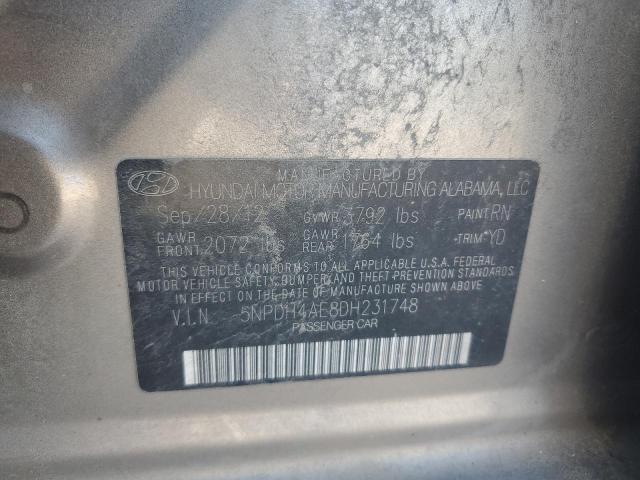 MANUFACTURED BY
HYUNDAI MOTOR MANUFACTURING ALABAMA, LLC
Sep/28/12 GVWR 3792 lbs PAINT RN
GAWR FRONT 2072 lbs GAWR REAR 1764 lbs TRIM YD
THIS VEHICLE CONFORMS TO ALL APPLICABLE U.S.A. FEDERAL
MOTOR VEHICLE SAFETY, BUMPER, AND THEFT PREVENTION STANDARDS
IN EFFECT ON THE DATE OF MANUFACTURE SHOWN ABOVE.
V.I.N 5NPDH4AE8DH231748
PASSENGER CAR